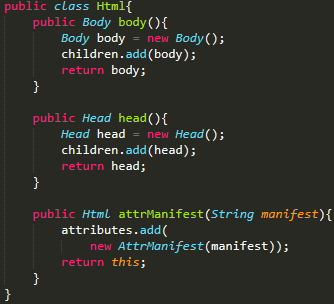 public class Html{
    public Body body(){
        Body body = new Body();
        children.add(body);
        return body;
    }

    public Head head(){
        Head head = new Head();
        children.add(head);
        return head;
    }

    public Html attrManifest(String manifest){
        attributes.add(
            new AttrManifest(manifest));
        return this;
    }
}